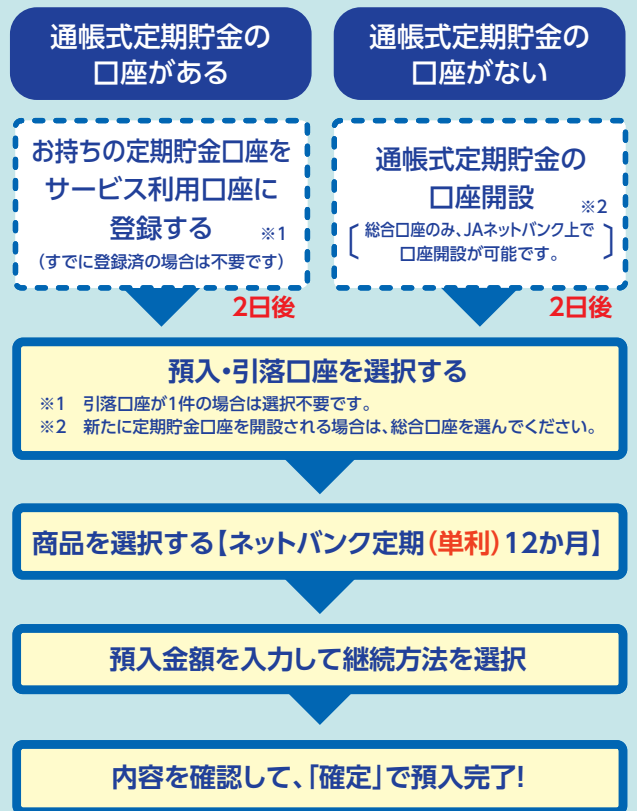 通帳式定期貯金の
口座がある
通帳式定期貯金の
口座がない
お持ちの定期貯金口座を
サービス利用口座に
登録する ※1
(すでに登録済の場合は不要です)
2日後
通帳式定期貯金の
口座開設 ※2
〔総合口座のみ、JAネットバンク上で
口座開設が可能です。〕
2日後
預入・引落口座を選択する
※1 引落口座が1件の場合は選択不要です。
※2 新たに定期貯金口座を開設される場合は、総合口座を選んでください。
商品を選択する【ネットバンク定期(単利)12か月】
預入金額を入力して継続方法を選択
内容を確認して、「確定」で預入完了!